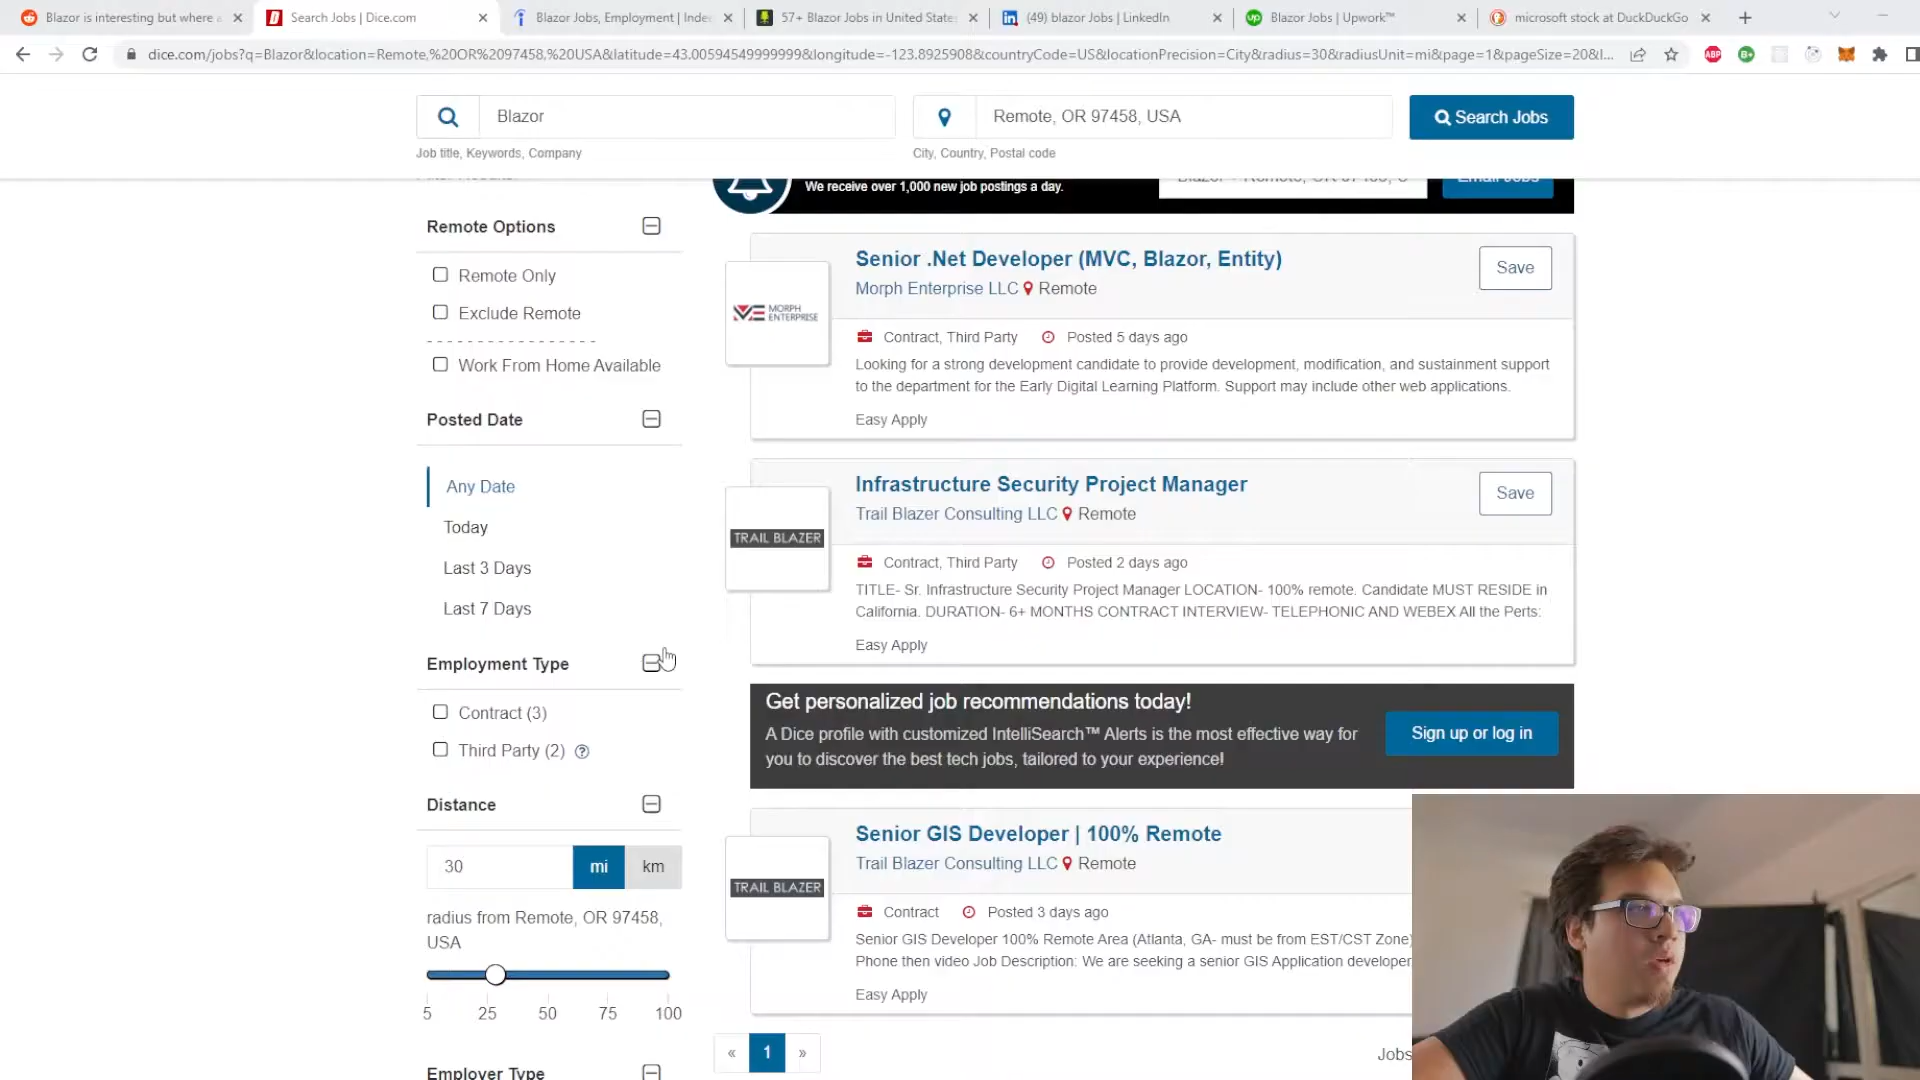 Blazor is interesting but where a
Search Jobs | Dice.com
Blazor Jobs, Employment | Inde
57+ Blazor Jobs in United State
(49) blazor Jobs | LinkedIn
Blazor Jobs | Upwork™
microsoft stock at DuckDuckGo
dice.com/jobs?q=Blazor&location=Remote,%20OR%2097458,%20USA&latitude=43.00594549999999&longitude=-123.8925908&countryCode=US&locationPrecision=City&radius=30&radiusUnit=mi&page=1&pageSize=20&l...
ABP
B+
Blazor
Remote, OR 97458, USA
Search Jobs
Job title, Keywords, Company
City, Country, Postal code
We receive over 1,000 new job postings a day.
Email Jobs
Remote Options
Remote Only
Exclude Remote
Work From Home Available
Posted Date
Any Date
Today
Last 3 Days
Last 7 Days
Employment Type
Contract (3)
Third Party (2)
Distance
30
mi
km
radius from Remote, OR 97458,
USA
5 25 50 75 100
Employer Type
Senior .Net Developer (MVC, Blazor, Entity)
Save
Morph Enterprise LLC Remote
MORPH
ENTERPRISE
Contract, Third Party Posted 5 days ago
Looking for a strong development candidate to provide development, modification, and sustainment support
to the department for the Early Digital Learning Platform. Support may include other web applications.
Easy Apply
Infrastructure Security Project Manager
Save
Trail Blazer Consulting LLC Remote
TRAIL BLAZER
Contract, Third Party Posted 2 days ago
TITLE- Sr. Infrastructure Security Project Manager LOCATION- 100% remote. Candidate MUST RESIDE in
California. DURATION- 6+ MONTHS CONTRACT INTERVIEW- TELEPHONIC AND WEBEX All the Perts:
Easy Apply
Get personalized job recommendations today!
A Dice profile with customized IntelliSearch™ Alerts is the most effective way for
you to discover the best tech jobs, tailored to your experience!
Sign up or log in
Senior GIS Developer | 100% Remote
Trail Blazer Consulting LLC Remote
TRAIL BLAZER
Contract Posted 3 days ago
Senior GIS Developer 100% Remote Area (Atlanta, GA- must be from EST/CST Zone)
Phone then video Job Description: We are seeking a senior GIS Application developer
Easy Apply
« 1 »
Jobs